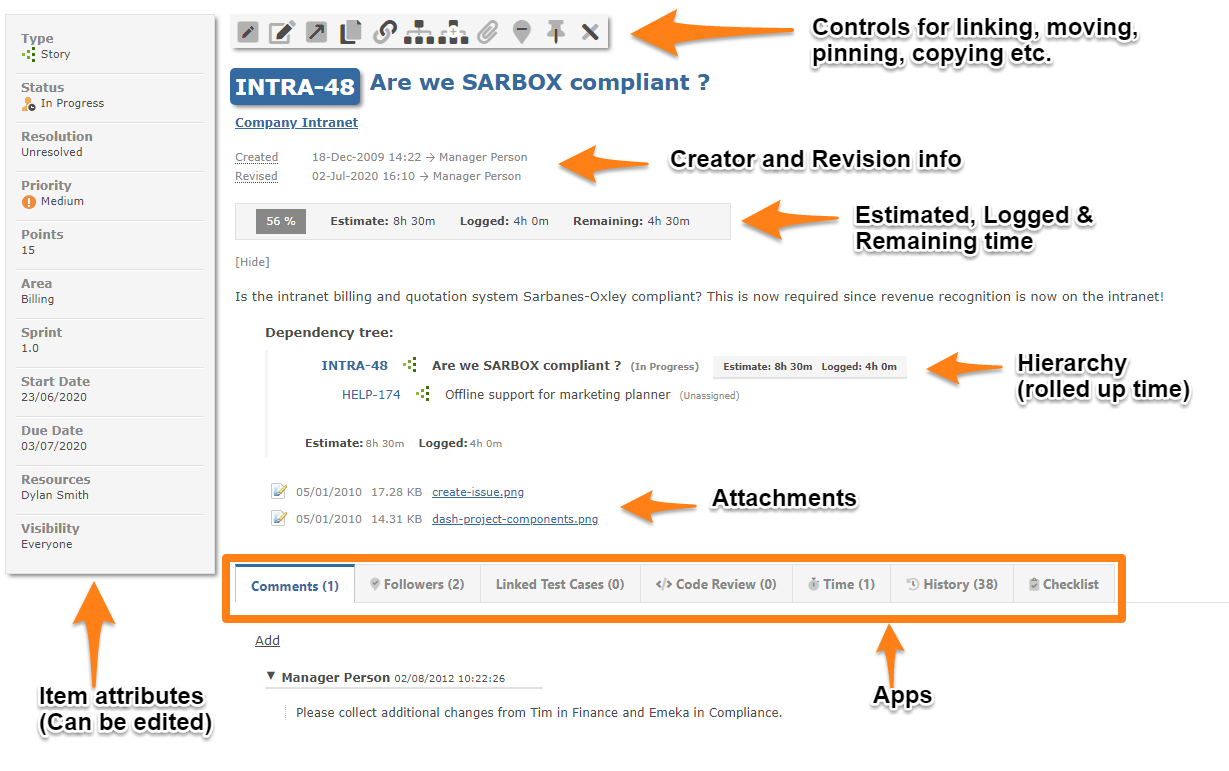 Type
Story
Status
In Progress
Resolution
Unresolved
Priority
Medium
Points
15
Area
Billing
Sprint
1.0
Start Date
23/06/2020
Due Date
03/07/2020
Resources
Dylan Smith
Visibility
Everyone
Item attributes
(Can be edited)
Controls for linking, moving,
pinning, copying etc.
INTRA-48 Are we SARBOX compliant ?
Company Intranet
Created 18-Dec-2009 14:22 → Manager Person
Revised 02-Jul-2020 16:10 → Manager Person
Creator and Revision info
56 % Estimate: 8h 30m Logged: 4h 0m Remaining: 4h 30m
Estimated, Logged &
Remaining time
[Hide]
Is the intranet billing and quotation system Sarbanes-Oxley compliant? This is now required since revenue recognition is now on the intranet!
Dependency tree:
INTRA-48 Are we SARBOX compliant ? (In Progress) Estimate: 8h 30m Logged: 4h 0m
HELP-174 Offline support for marketing planner (Unassigned)
Estimate: 8h 30m Logged: 4h 0m
Hierarchy
(rolled up time)
05/01/2010 17.28 KB create-issue.png
05/01/2010 14.31 KB dash-project-components.png
Attachments
Comments (1) Followers (2) Linked Test Cases (0) </> Code Review (0) Time (1) History (38) Checklist
Apps
Add
Manager Person 02/08/2012 10:22:26
Please collect additional changes from Tim in Finance and Emeka in Compliance.